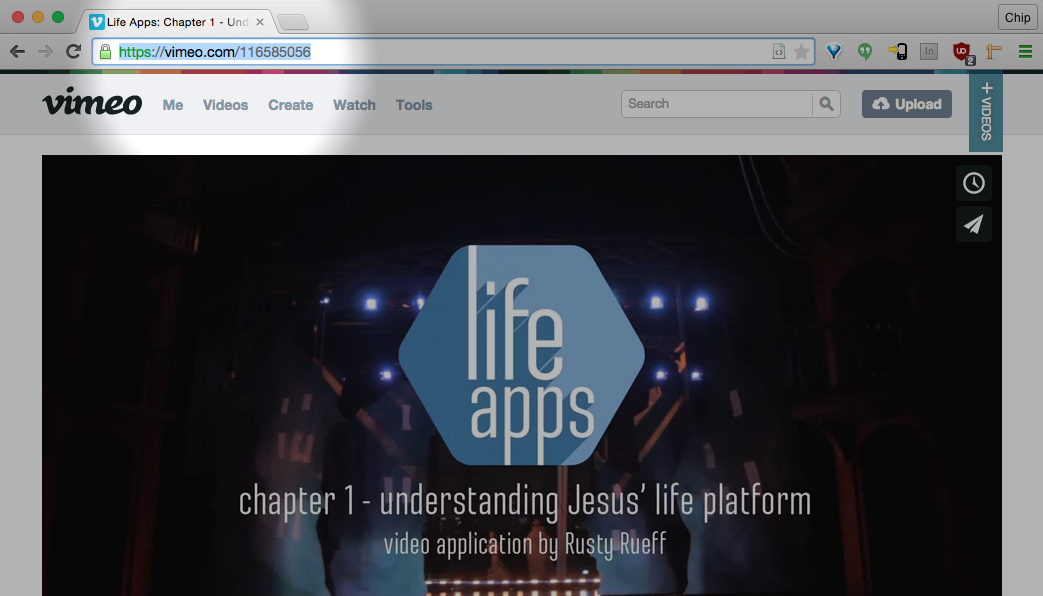 Life Apps: Chapter 1 - Und
Chip
https://vimeo.com/116585056
In
UD
2
vimeo
Me
Videos
Create
Watch
Tools
Search
Upload
+ VIDEOS
life
apps
chapter 1 - understanding Jesus' life platform
video application by Rusty Rueff